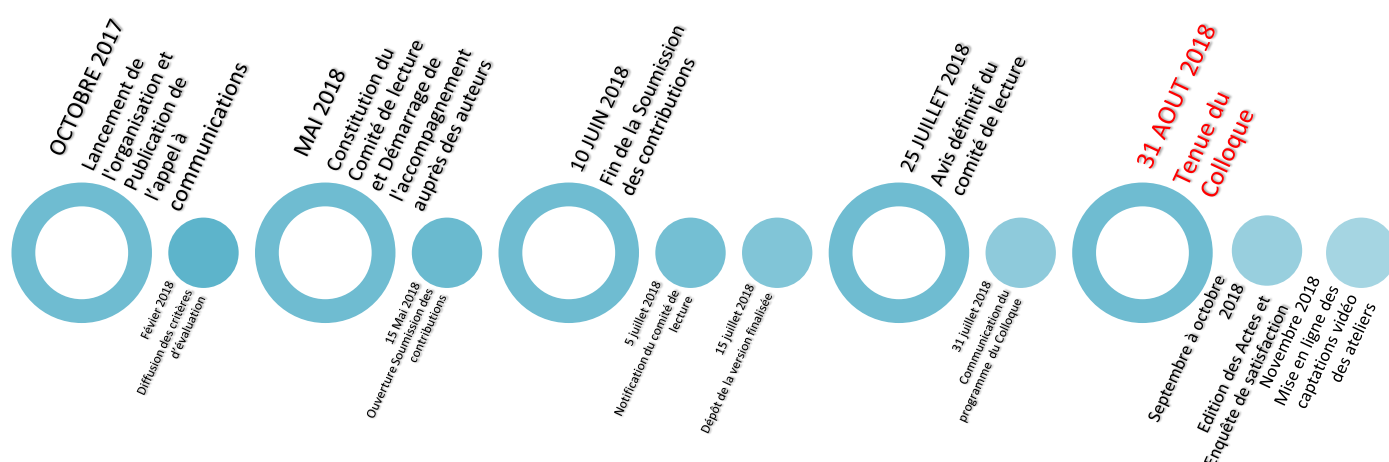 OCTOBRE 2017
Lancement de
l'organisation et
Publication de
l'appel à
communications
Févier 2018
Diffusion des critères
d'évaluation
MAI 2018
Constitution du
Comité de lecture
et Démarrage de
l'accompagnement
auprès des auteurs
15 Mai 2018
Ouverture Soumission des
contributions
10 JUIN 2018
Fin de la Soumission
des contributions
5 juillet 2018
Notification du comité de
lecture
15 juillet 2018
Dépôt de la version finalisée
25 JUILLET 2018
Avis définitif du
comité de lecture
31 juillet 2018
Communication du
programme du Colloque
31 AOUT 2018
Tenue du
Colloque
Septembre à octobre
2018
Edition des Actes et
Enquête de satisfaction
Novembre 2018
Mise en ligne des
captations vidéo
des ateliers